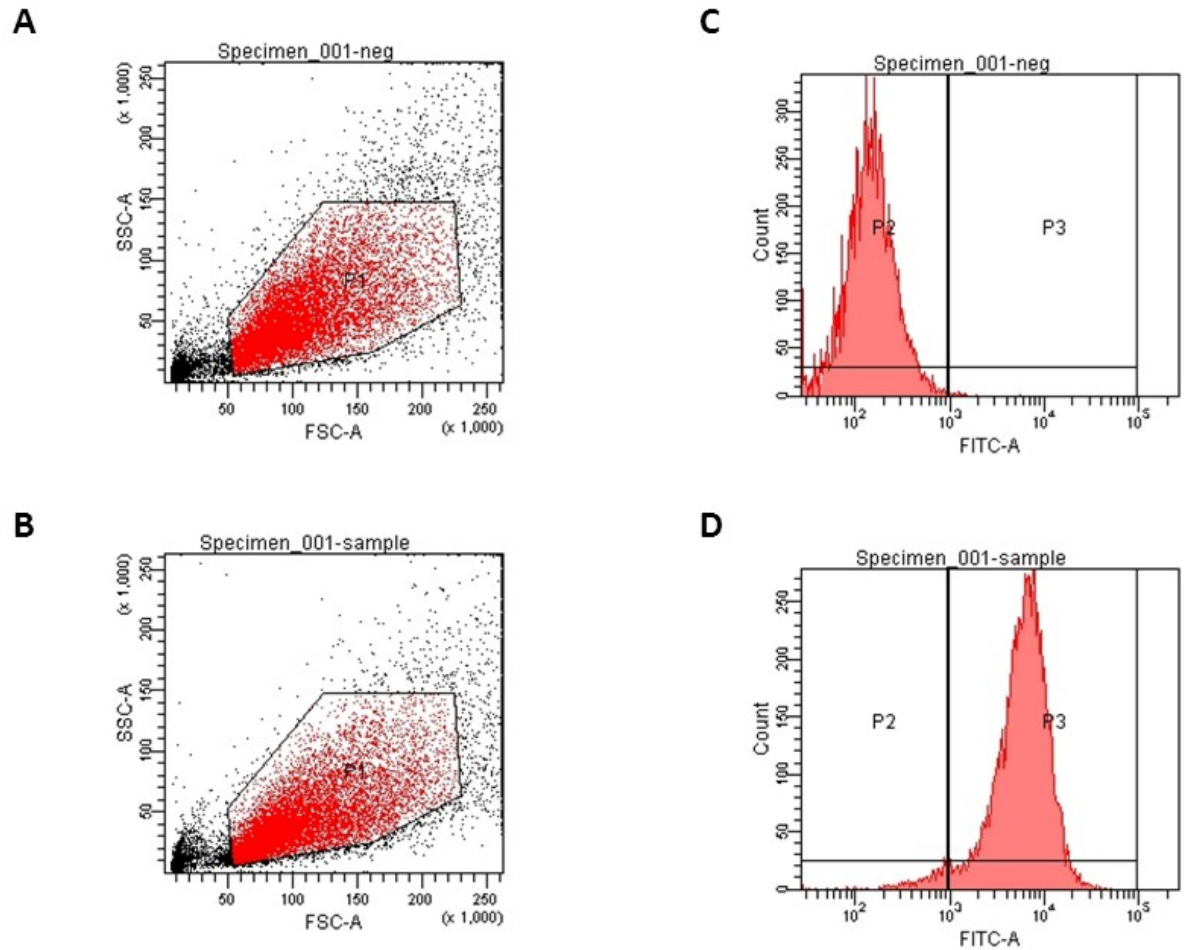 A
Specimen_001-neg
(x 1,000)
SSC-A
50 100 150 200 250
P1
50 100 150 200 250
FSC-A
(x 1,000)
C
Specimen_001-neg
Count
0 50 100 150 200 250 300
P2
P3
10² 10³ 10⁴ 10⁵
FITC-A
B
Specimen_001-sample
(x 1,000)
SSC-A
50 100 150 200 250
P1
50 100 150 200 250
FSC-A
(x 1,000)
D
Specimen_001-sample
Count
0 50 100 150 200 250
P2
P3
10² 10³ 10⁴ 10⁵
FITC-A